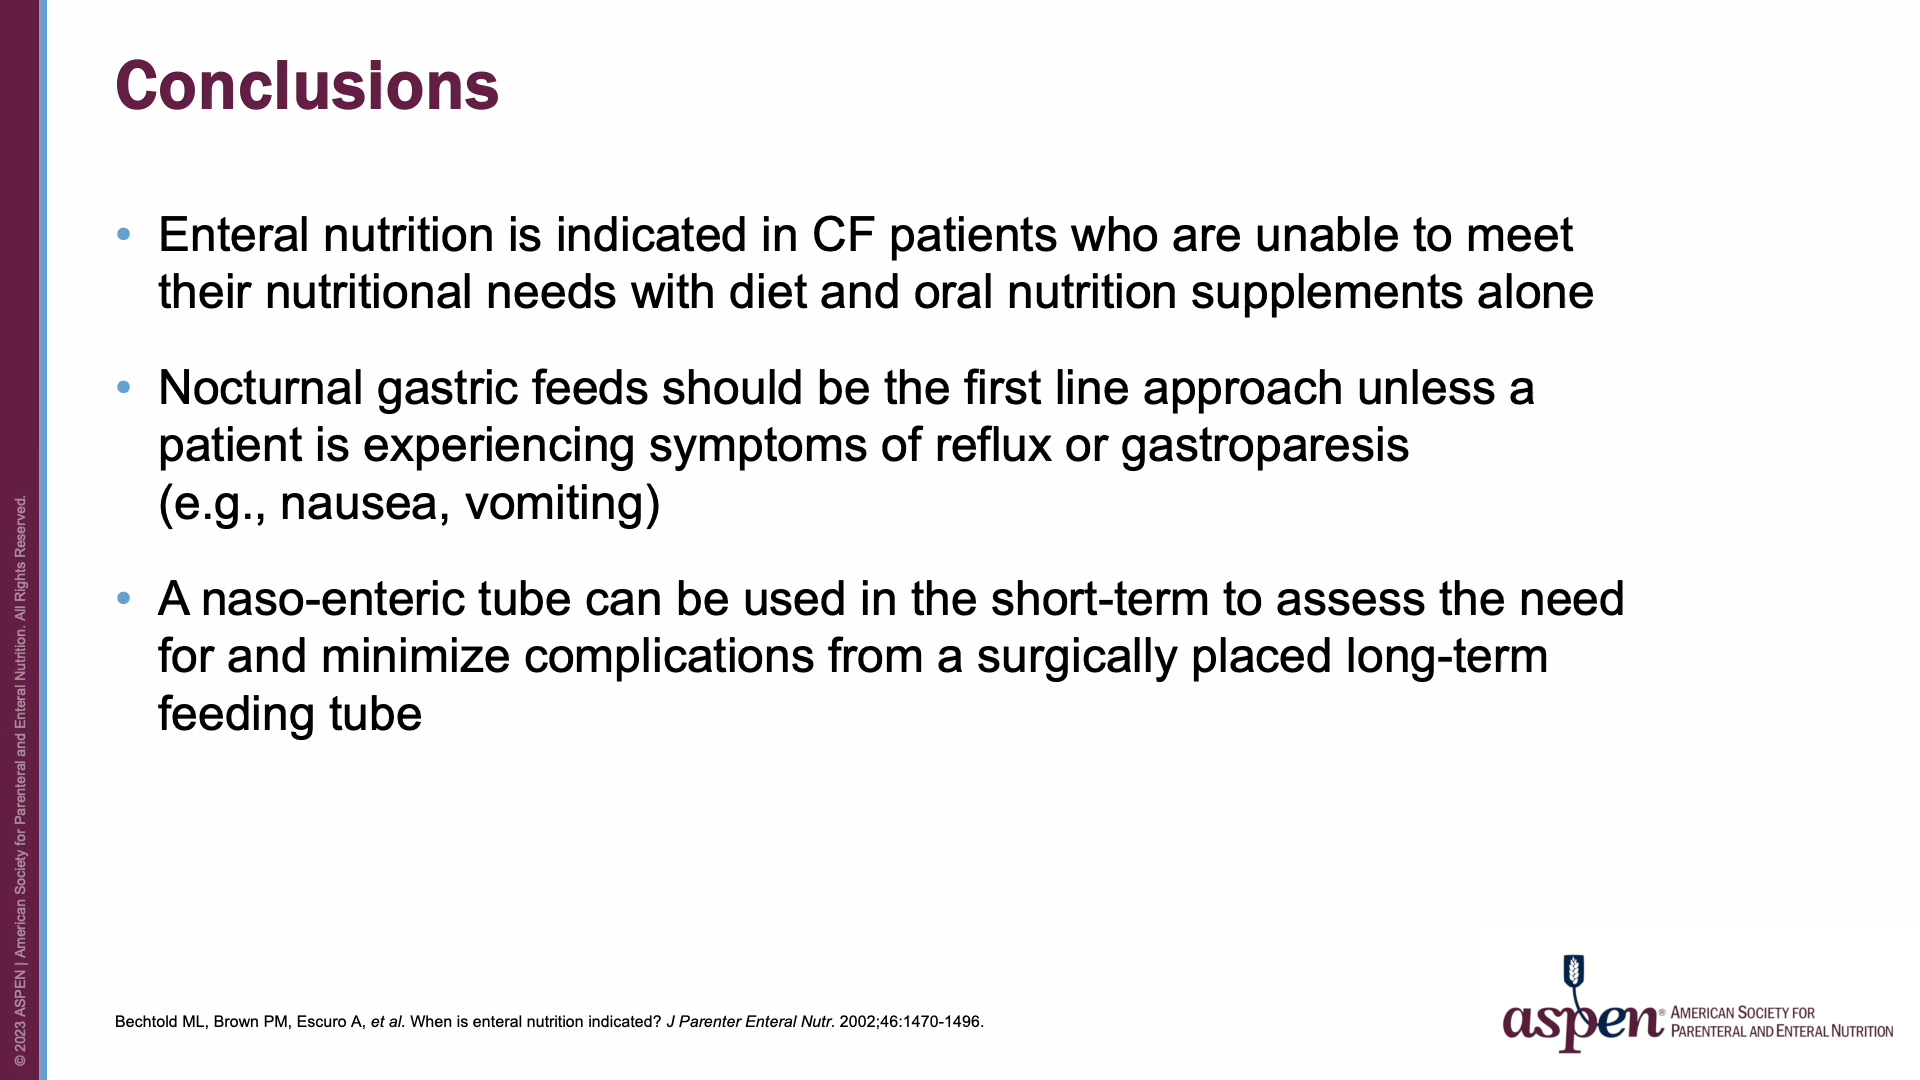 Conclusions
• Enteral nutrition is indicated in CF patients who are unable to meet
their nutritional needs with diet and oral nutrition supplements alone
• Nocturnal gastric feeds should be the first line approach unless a
patient is experiencing symptoms of reflux or gastroparesis
(e.g., nausea, vomiting)
• A naso-enteric tube can be used in the short-term to assess the need
for and minimize complications from a surgically placed long-term
feeding tube
Bechtold ML, Brown PM, Escuro A, et al. When is enteral nutrition indicated? J Parenter Enteral Nutr. 2002;46:1470-1496.
aspen® AMERICAN SOCIETY FOR
PARENTERAL AND ENTERAL NUTRITION
© 2023 ASPEN | American Society for Parenteral and Enteral Nutrition. All Rights Reserved.